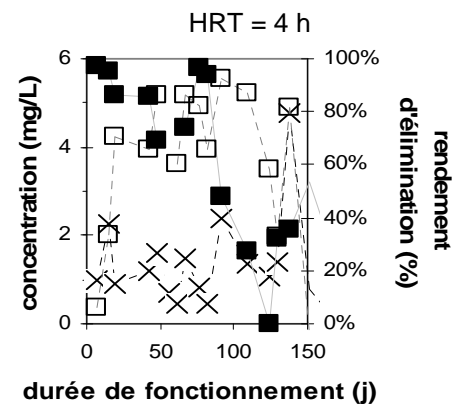 HRT = 4 h
6
4
2
0
concentration (mg/L)
100%
80%
60%
40%
20%
0%
rendement
d'élimination (%)
0
50
100
150
durée de fonctionnement (j)